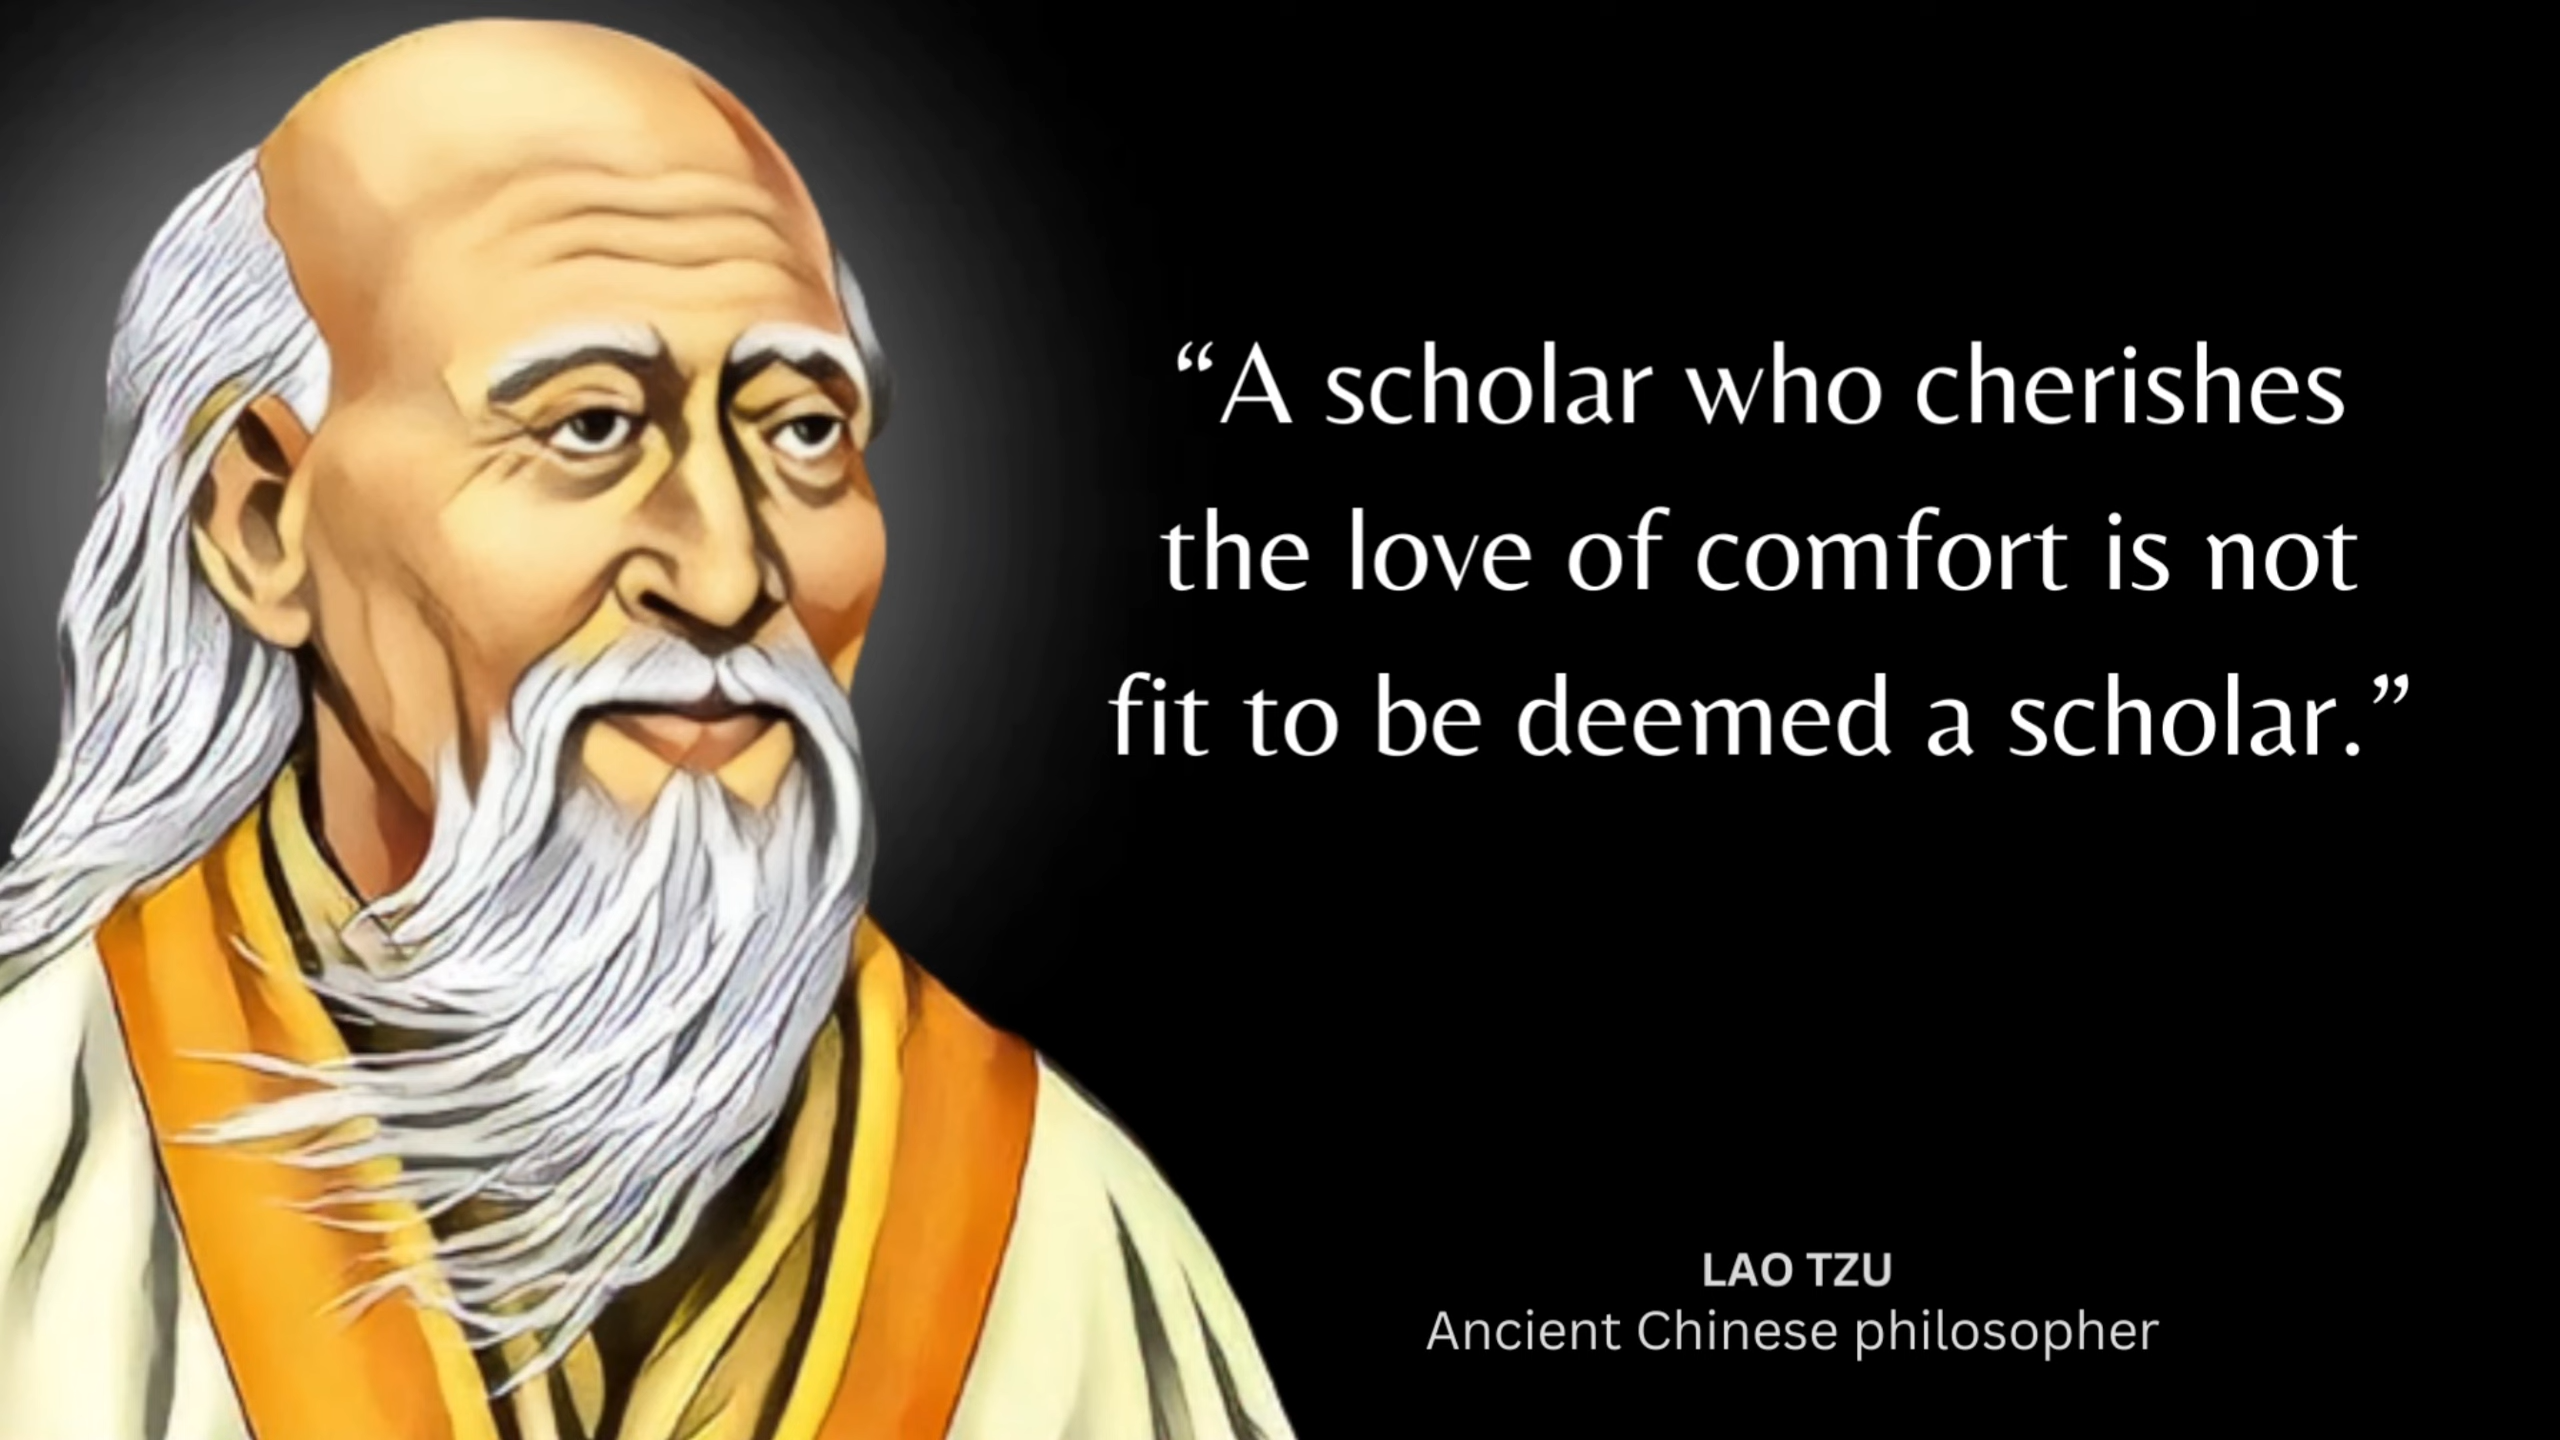 “A scholar who cherishes
the love of comfort is not
fit to be deemed a scholar.”
LAO TZU
Ancient Chinese philosopher